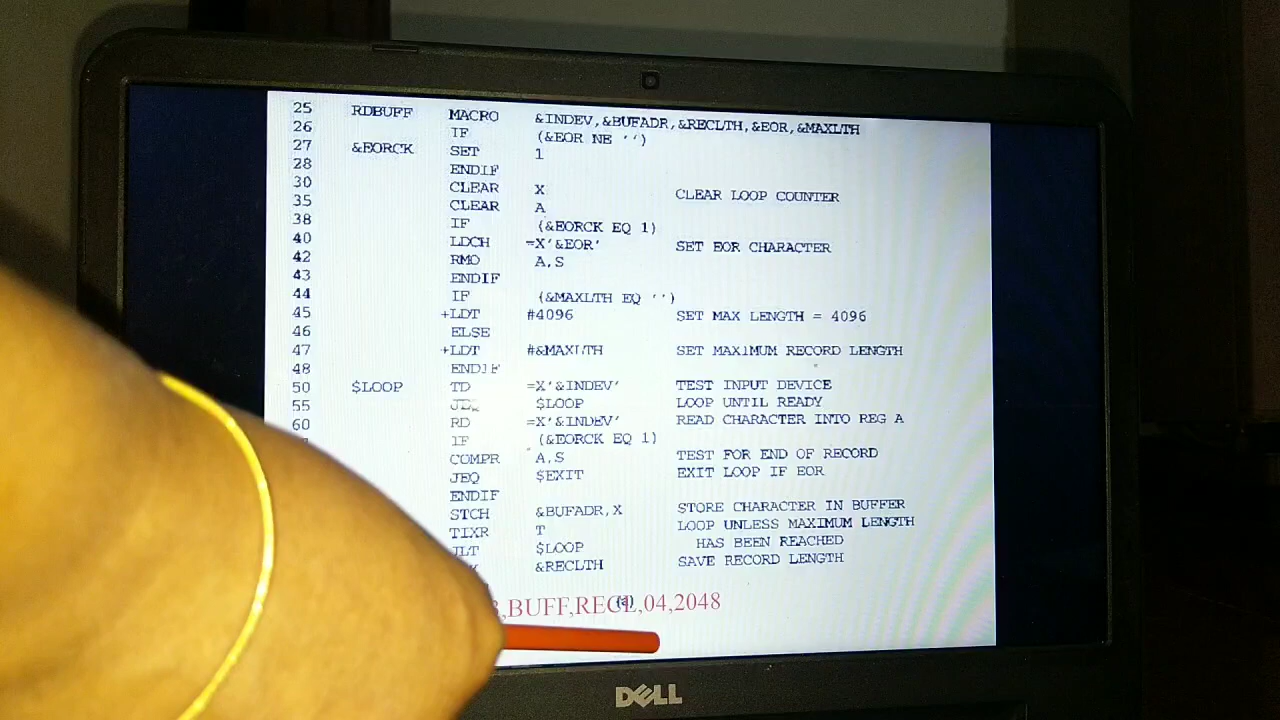 25 RDBUFF MACRO &INDEV,&BUFADR,&RECLTH,&EOR,&MAXLTH
26 IF (&EOR NE '')
27 &EORCK SET 1
28 ENDIF
30 CLEAR X CLEAR LOOP COUNTER
35 CLEAR A
38 IF (&EORCK EQ 1)
40 LDCH =X'&EOR' SET EOR CHARACTER
42 RMO A,S
43 ENDIF
44 IF (&MAXLTH EQ '')
45 +LDT #4096 SET MAX LENGTH = 4096
46 ELSE
47 +LDT #&MAXLTH SET MAXIMUM RECORD LENGTH
48 ENDIF
50 $LOOP TD =X'&INDEV' TEST INPUT DEVICE
55 $LOOP LOOP UNTIL READY
60 RD =X'&INDEV' READ CHARACTER INTO REG A
IF (&EORCK EQ 1)
COMPR A,S TEST FOR END OF RECORD
JEQ $EXIT EXIT LOOP IF EOR
ENDIF
STCH &BUFADR,X STORE CHARACTER IN BUFFER
TIXR T LOOP UNLESS MAXIMUM LENGTH
HAS BEEN REACHED
JLT $LOOP
&RECLTH SAVE RECORD LENGTH
,BUFF,RECL,04,2048
DELL